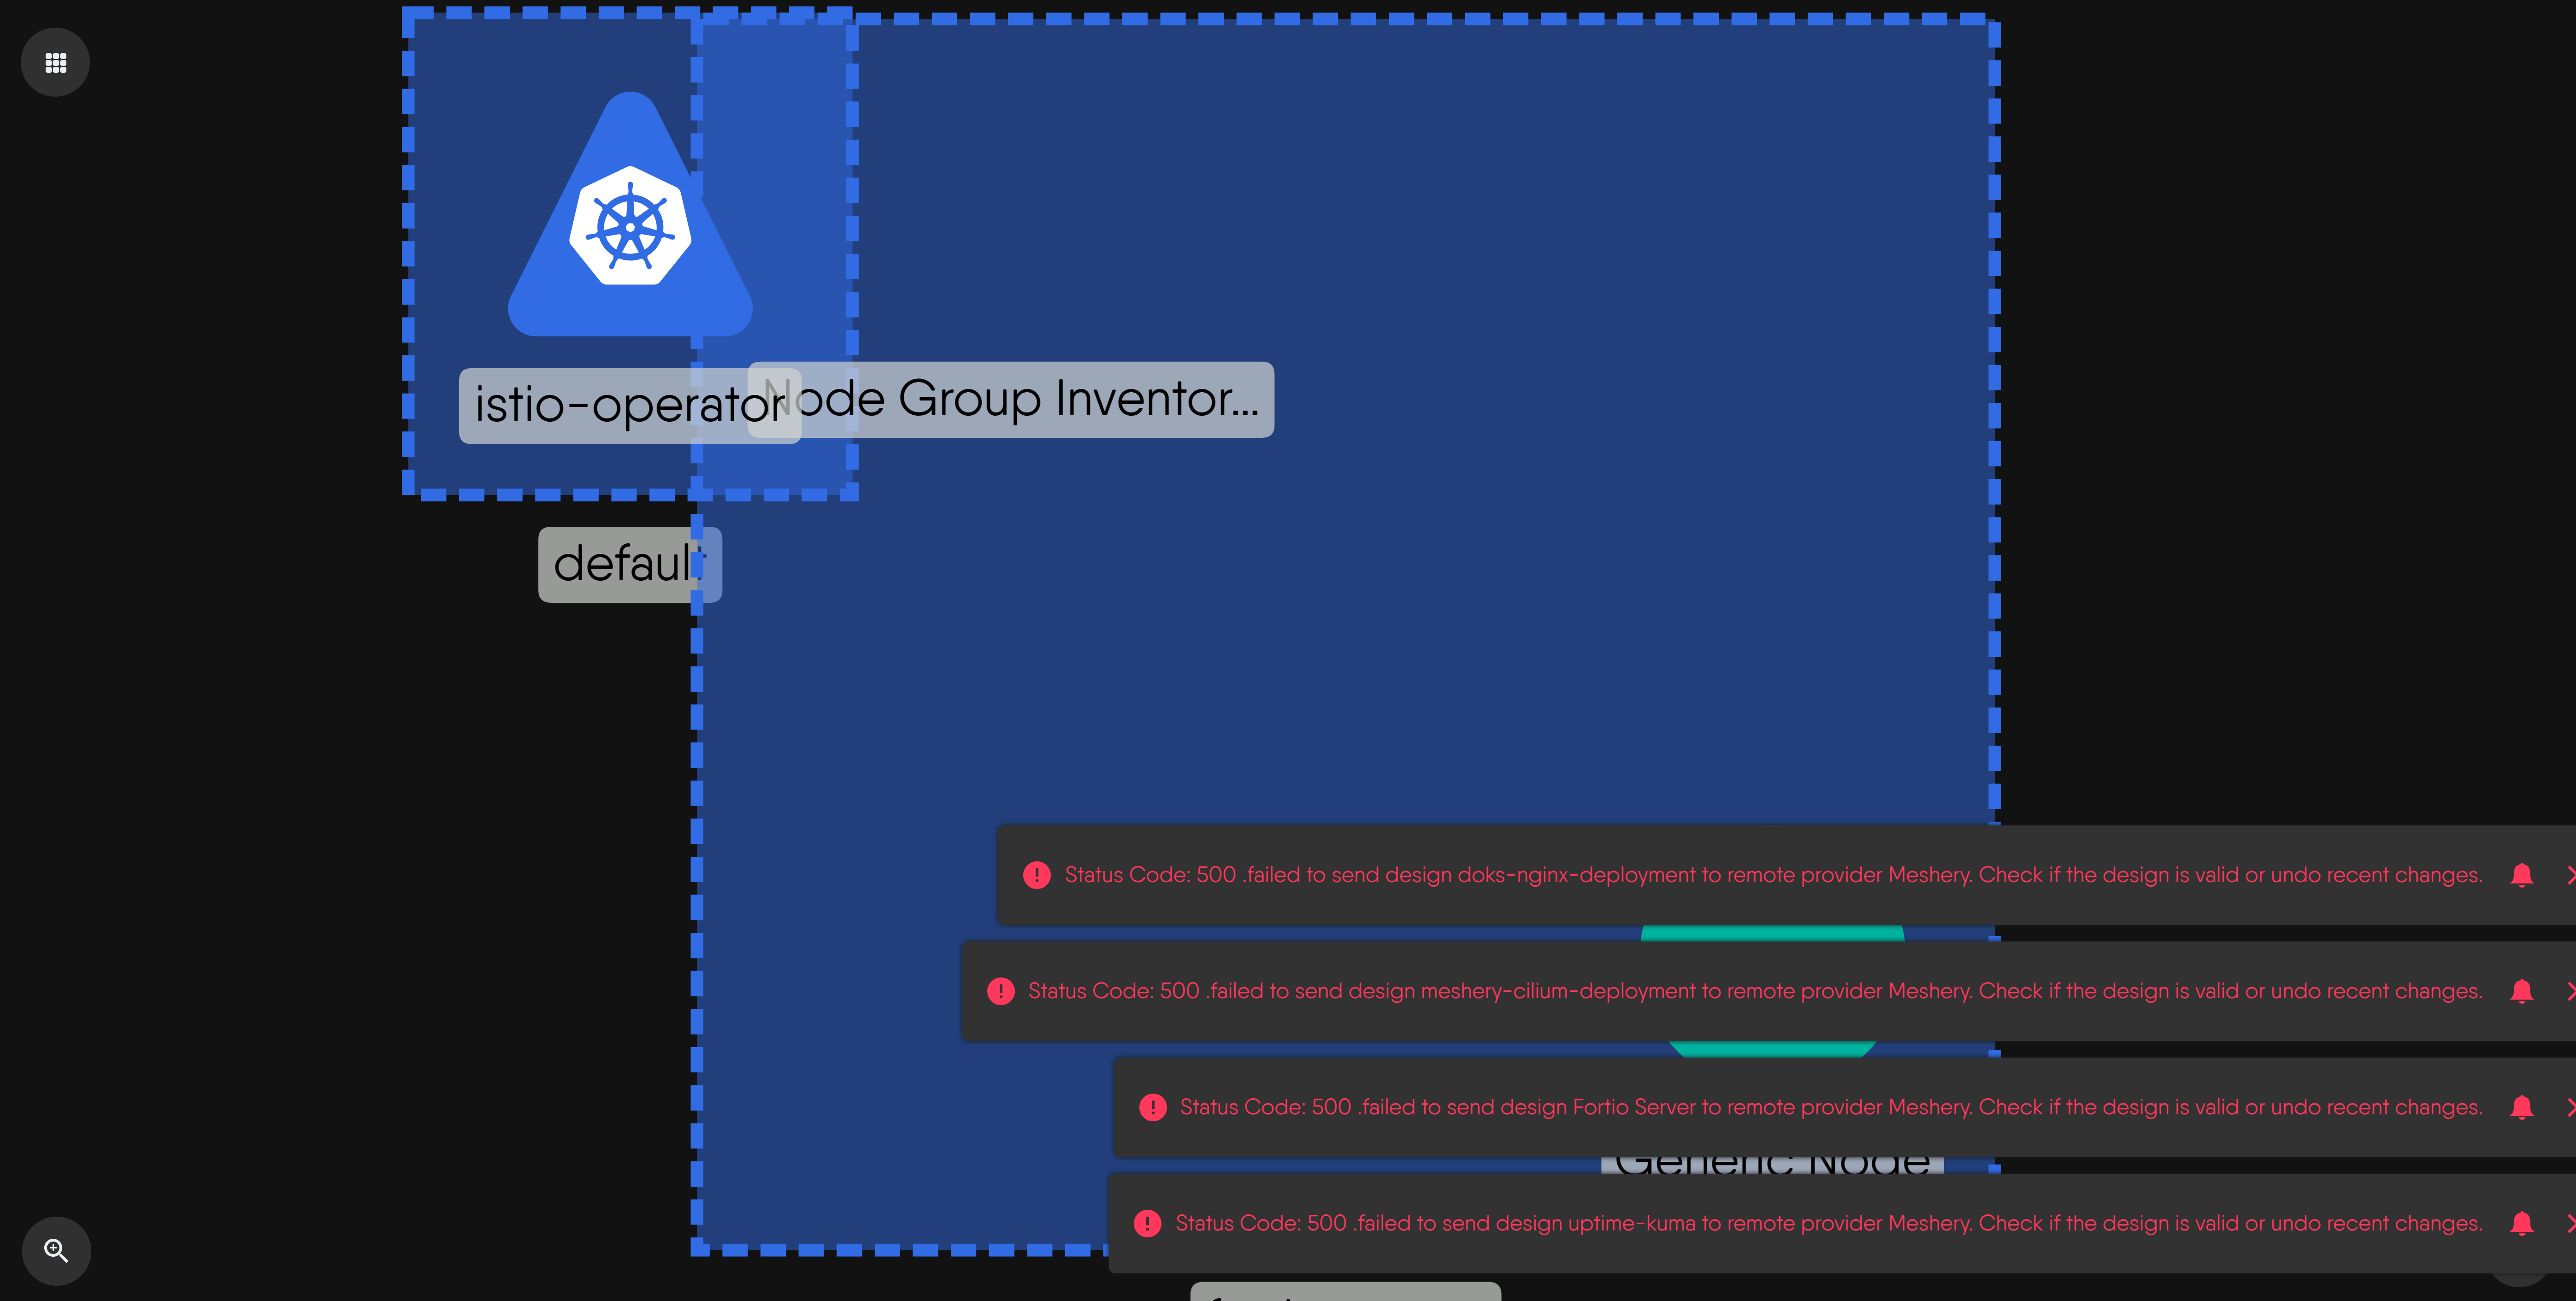 istio-operator
Node Group Inventor...
default
Status Code: 500 .failed to send design doks-nginx-deployment to remote provider Meshery. Check if the design is valid or undo recent changes.
Status Code: 500 .failed to send design meshery-cilium-deployment to remote provider Meshery. Check if the design is valid or undo recent changes.
Status Code: 500 .failed to send design Fortio Server to remote provider Meshery. Check if the design is valid or undo recent changes.
Generic Node
Status Code: 500 .failed to send design uptime-kuma to remote provider Meshery. Check if the design is valid or undo recent changes.